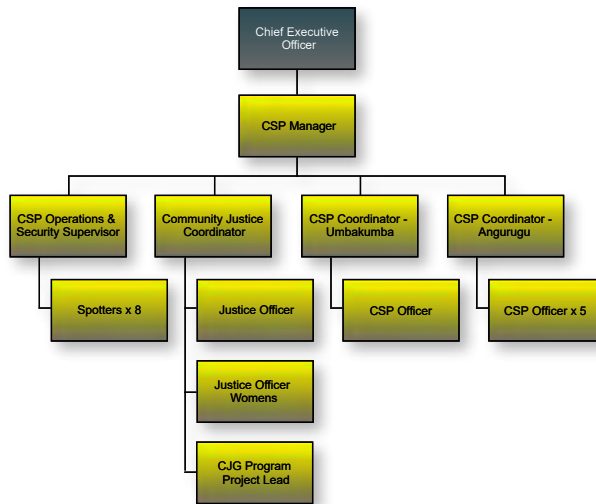 Chief Executive
Officer
CSP Manager
CSP Operations &
Security Supervisor
Community Justice
Coordinator
CSP Coordinator -
Umbakumba
CSP Coordinator -
Angurugu
Spotters x 8
Justice Officer
CSP Officer
CSP Officer x 5
Justice Officer
Womens
CJG Program
Project Lead